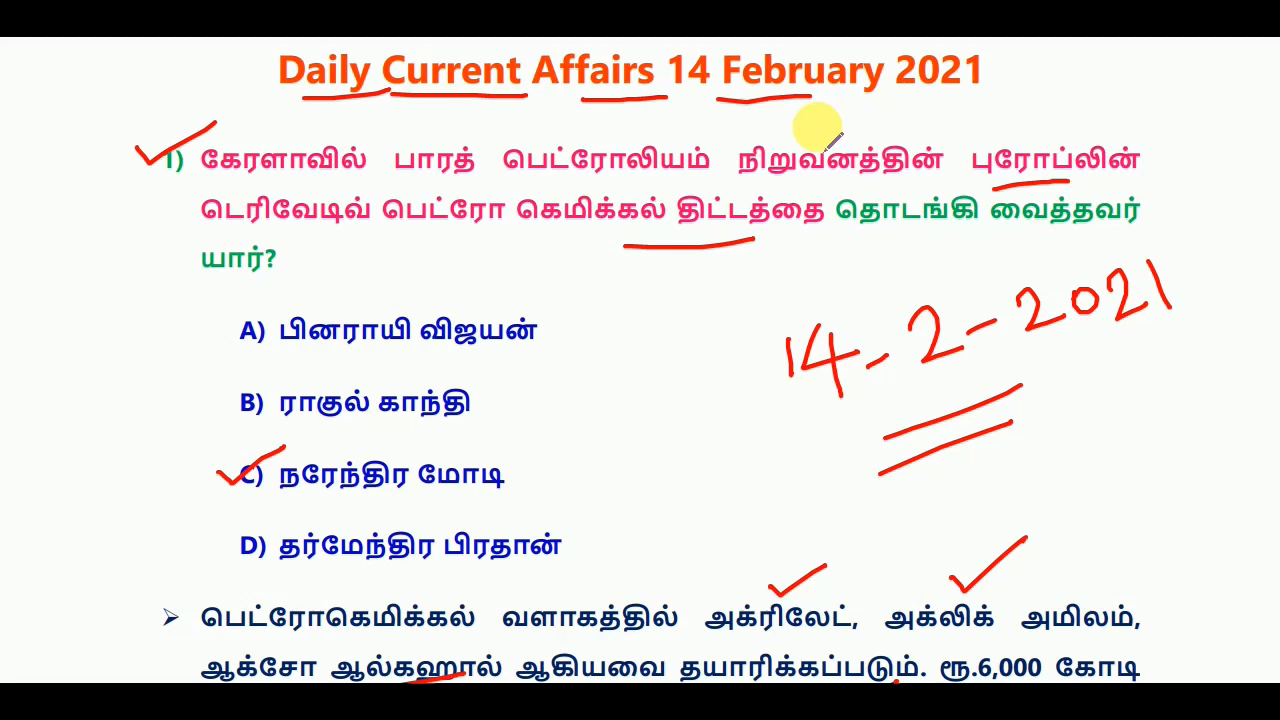 Daily Current Affairs 14 February 2021
1) கேரளாவில் பாரத் பெட்ரோலியம் நிறுவனத்தின் புரோப்லின்
டெரிவேடிவ் பெட்ரோ கெமிக்கல் திட்டத்தை தொடங்கி வைத்தவர்
யார்?
14-2-2021
A) பினராயி விஜயன்
B) ராகுல் காந்தி
C) நரேந்திர மோடி
D) தர்மேந்திர பிரதான்
➢ பெட்ரோகெமிக்கல் வளாகத்தில் அக்ரிலேட், அக்லிக் அமிலம்,
ஆக்சோ ஆல்கஹால் ஆகியவை தயாரிக்கப்படும். ரூ.6,000 கோடி